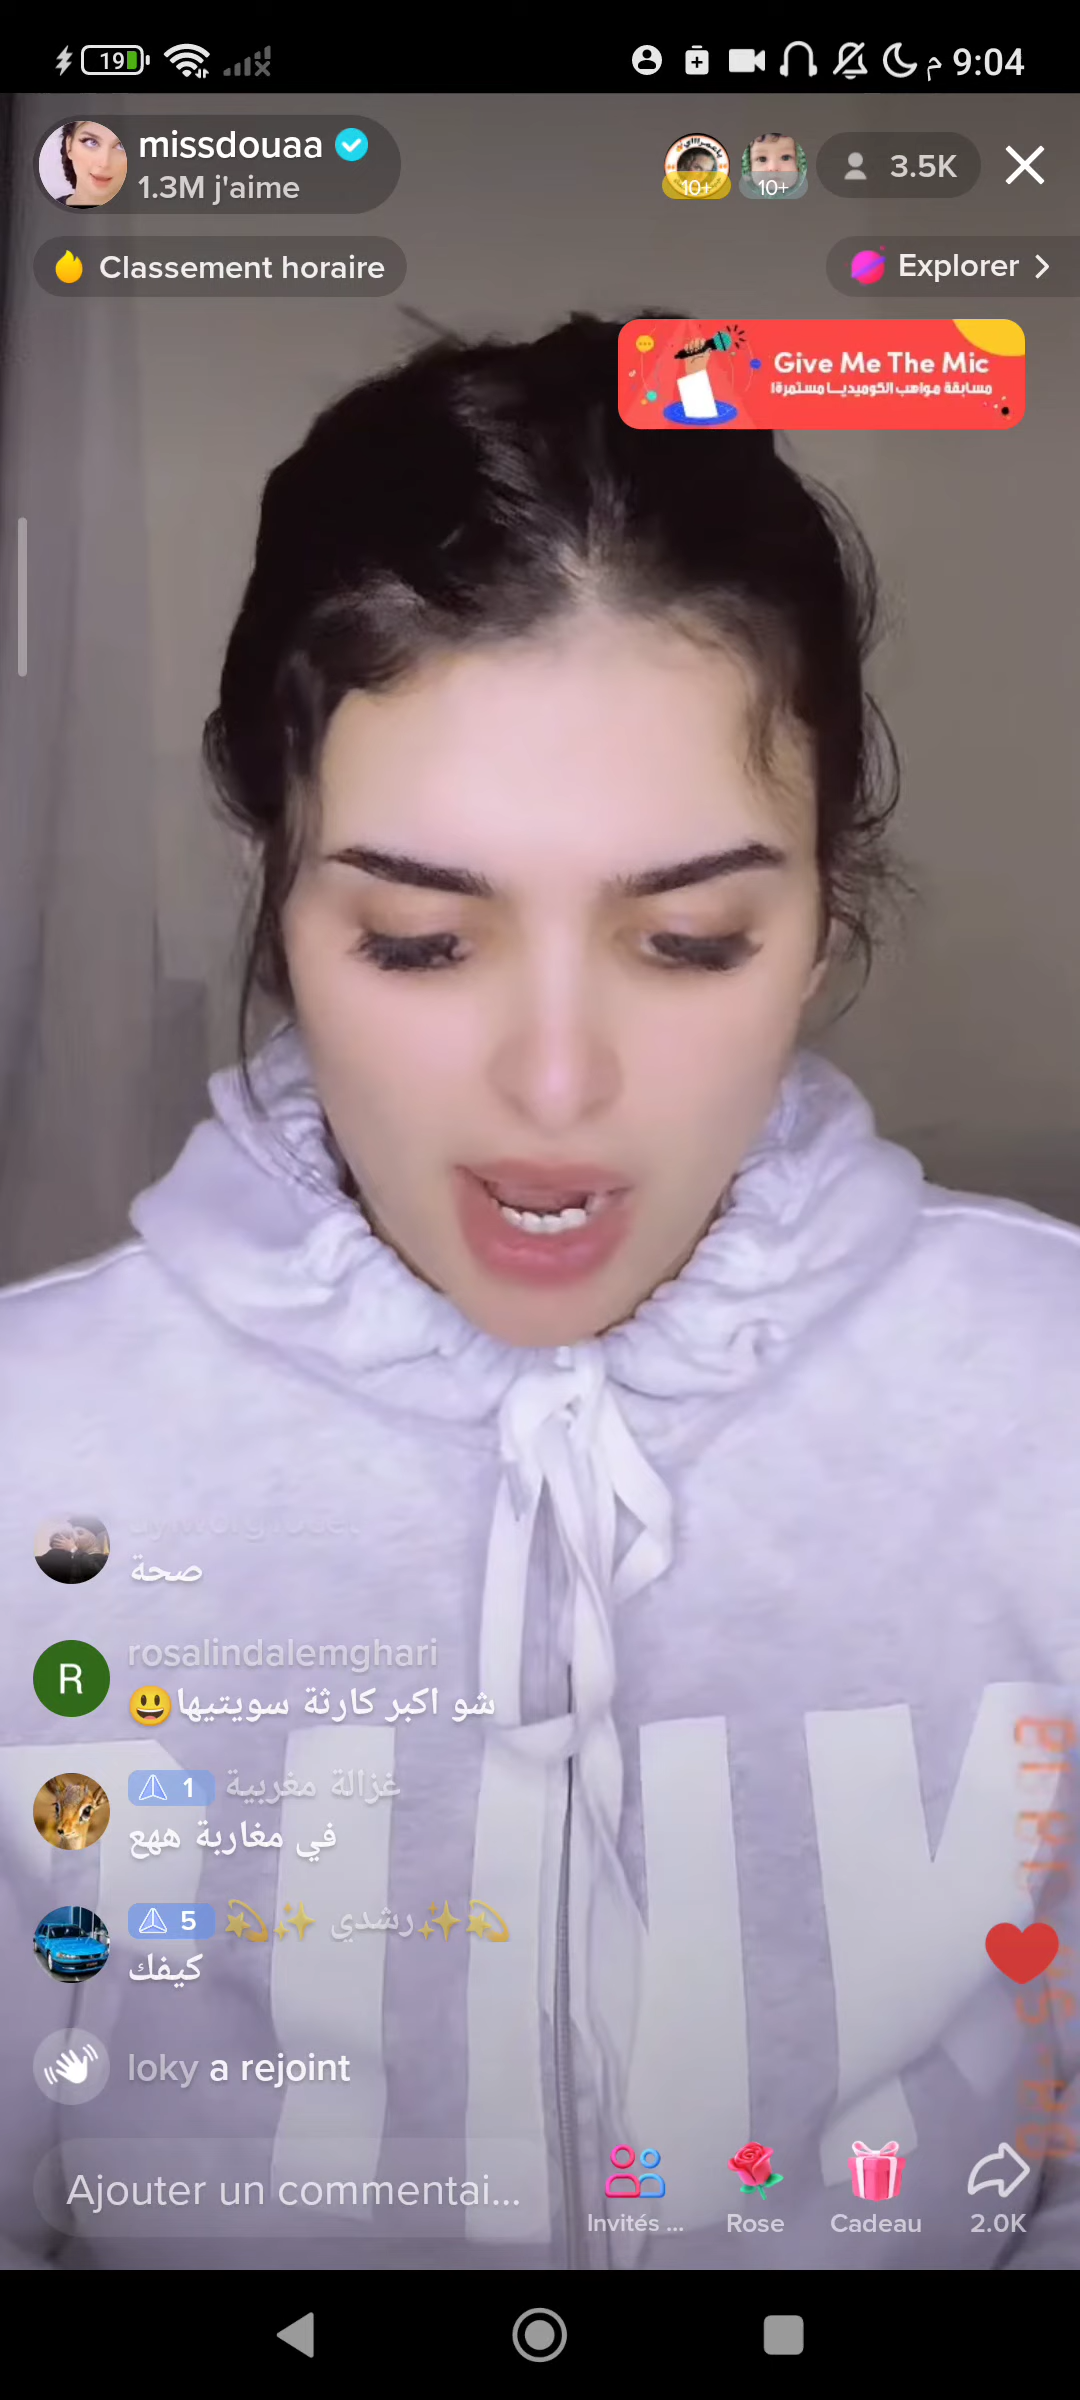 19
م 9:04
missdouaa
1.3M j'aime
10+
10+
3.5K
Classement horaire
Explorer
Give Me The Mic
مسابقة مواهب الكوميديا مستمرة!
صحة
rosalindalemghari
شو اكبر كارثة سويتيها😃
1 غزالة مغربية
في مغاربة ههع
5 💫✨رشدي✨💫
كيفك
loky a rejoint
Ajouter un commentai...
Invités ...
Rose
Cadeau
2.0K
R
PINK